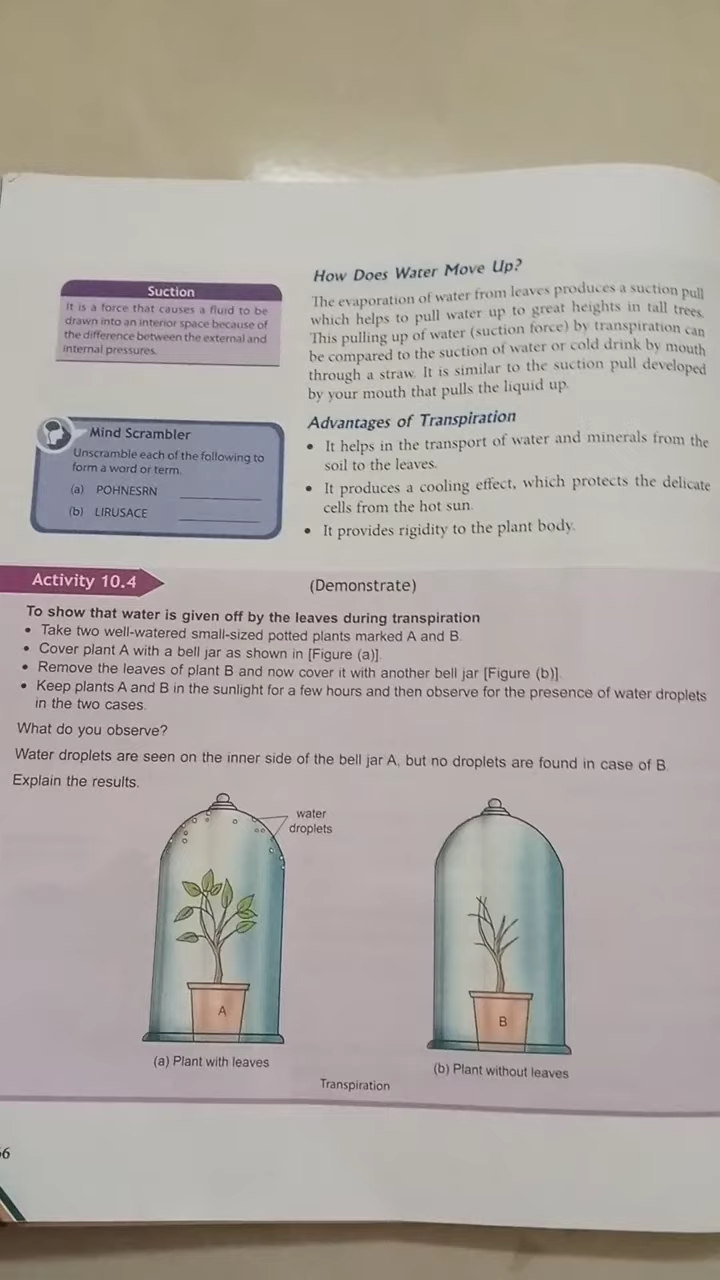 Suction
It is a force that causes a fluid to be
drawn into an interior space because of
the difference between the external and
internal pressures.
Mind Scrambler
Unscramble each of the following to
form a word or term.
(a) POHNESRN
(b) LIRUSACE
How Does Water Move Up?
The evaporation of water from leaves produces a suction pull
which helps to pull water up to great heights in tall trees.
This pulling up of water (suction force) by transpiration can
be compared to the suction of water or cold drink by mouth
through a straw. It is similar to the suction pull developed
by your mouth that pulls the liquid up.
Advantages of Transpiration
• It helps in the transport of water and minerals from the
soil to the leaves.
• It produces a cooling effect, which protects the delicate
cells from the hot sun.
• It provides rigidity to the plant body.
Activity 10.4
(Demonstrate)
To show that water is given off by the leaves during transpiration
• Take two well-watered small-sized potted plants marked A and B.
• Cover plant A with a bell jar as shown in [Figure (a)].
• Remove the leaves of plant B and now cover it with another bell jar [Figure (b)].
• Keep plants A and B in the sunlight for a few hours and then observe for the presence of water droplets
in the two cases.
What do you observe?
Water droplets are seen on the inner side of the bell jar A, but no droplets are found in case of B.
Explain the results.
water
droplets
A
B
(a) Plant with leaves
(b) Plant without leaves
Transpiration
6